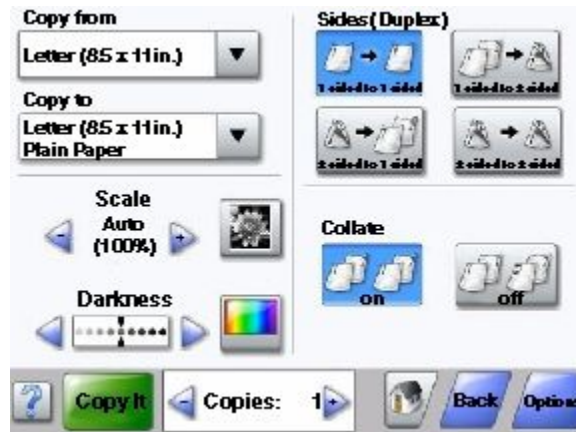 Copy from
Sides (Duplex)
Letter (8.5 x 11in.)
1 sided to 1 sided
1 sided to 2 sided
Copy to
Letter (8.5 x 11in.)
Plain Paper
2 sided to 1 sided
2 sided to 2 sided
Scale
Auto
(100%)
Collate
on
off
Darkness
?
Copy It
Copies: 1
Back
Options